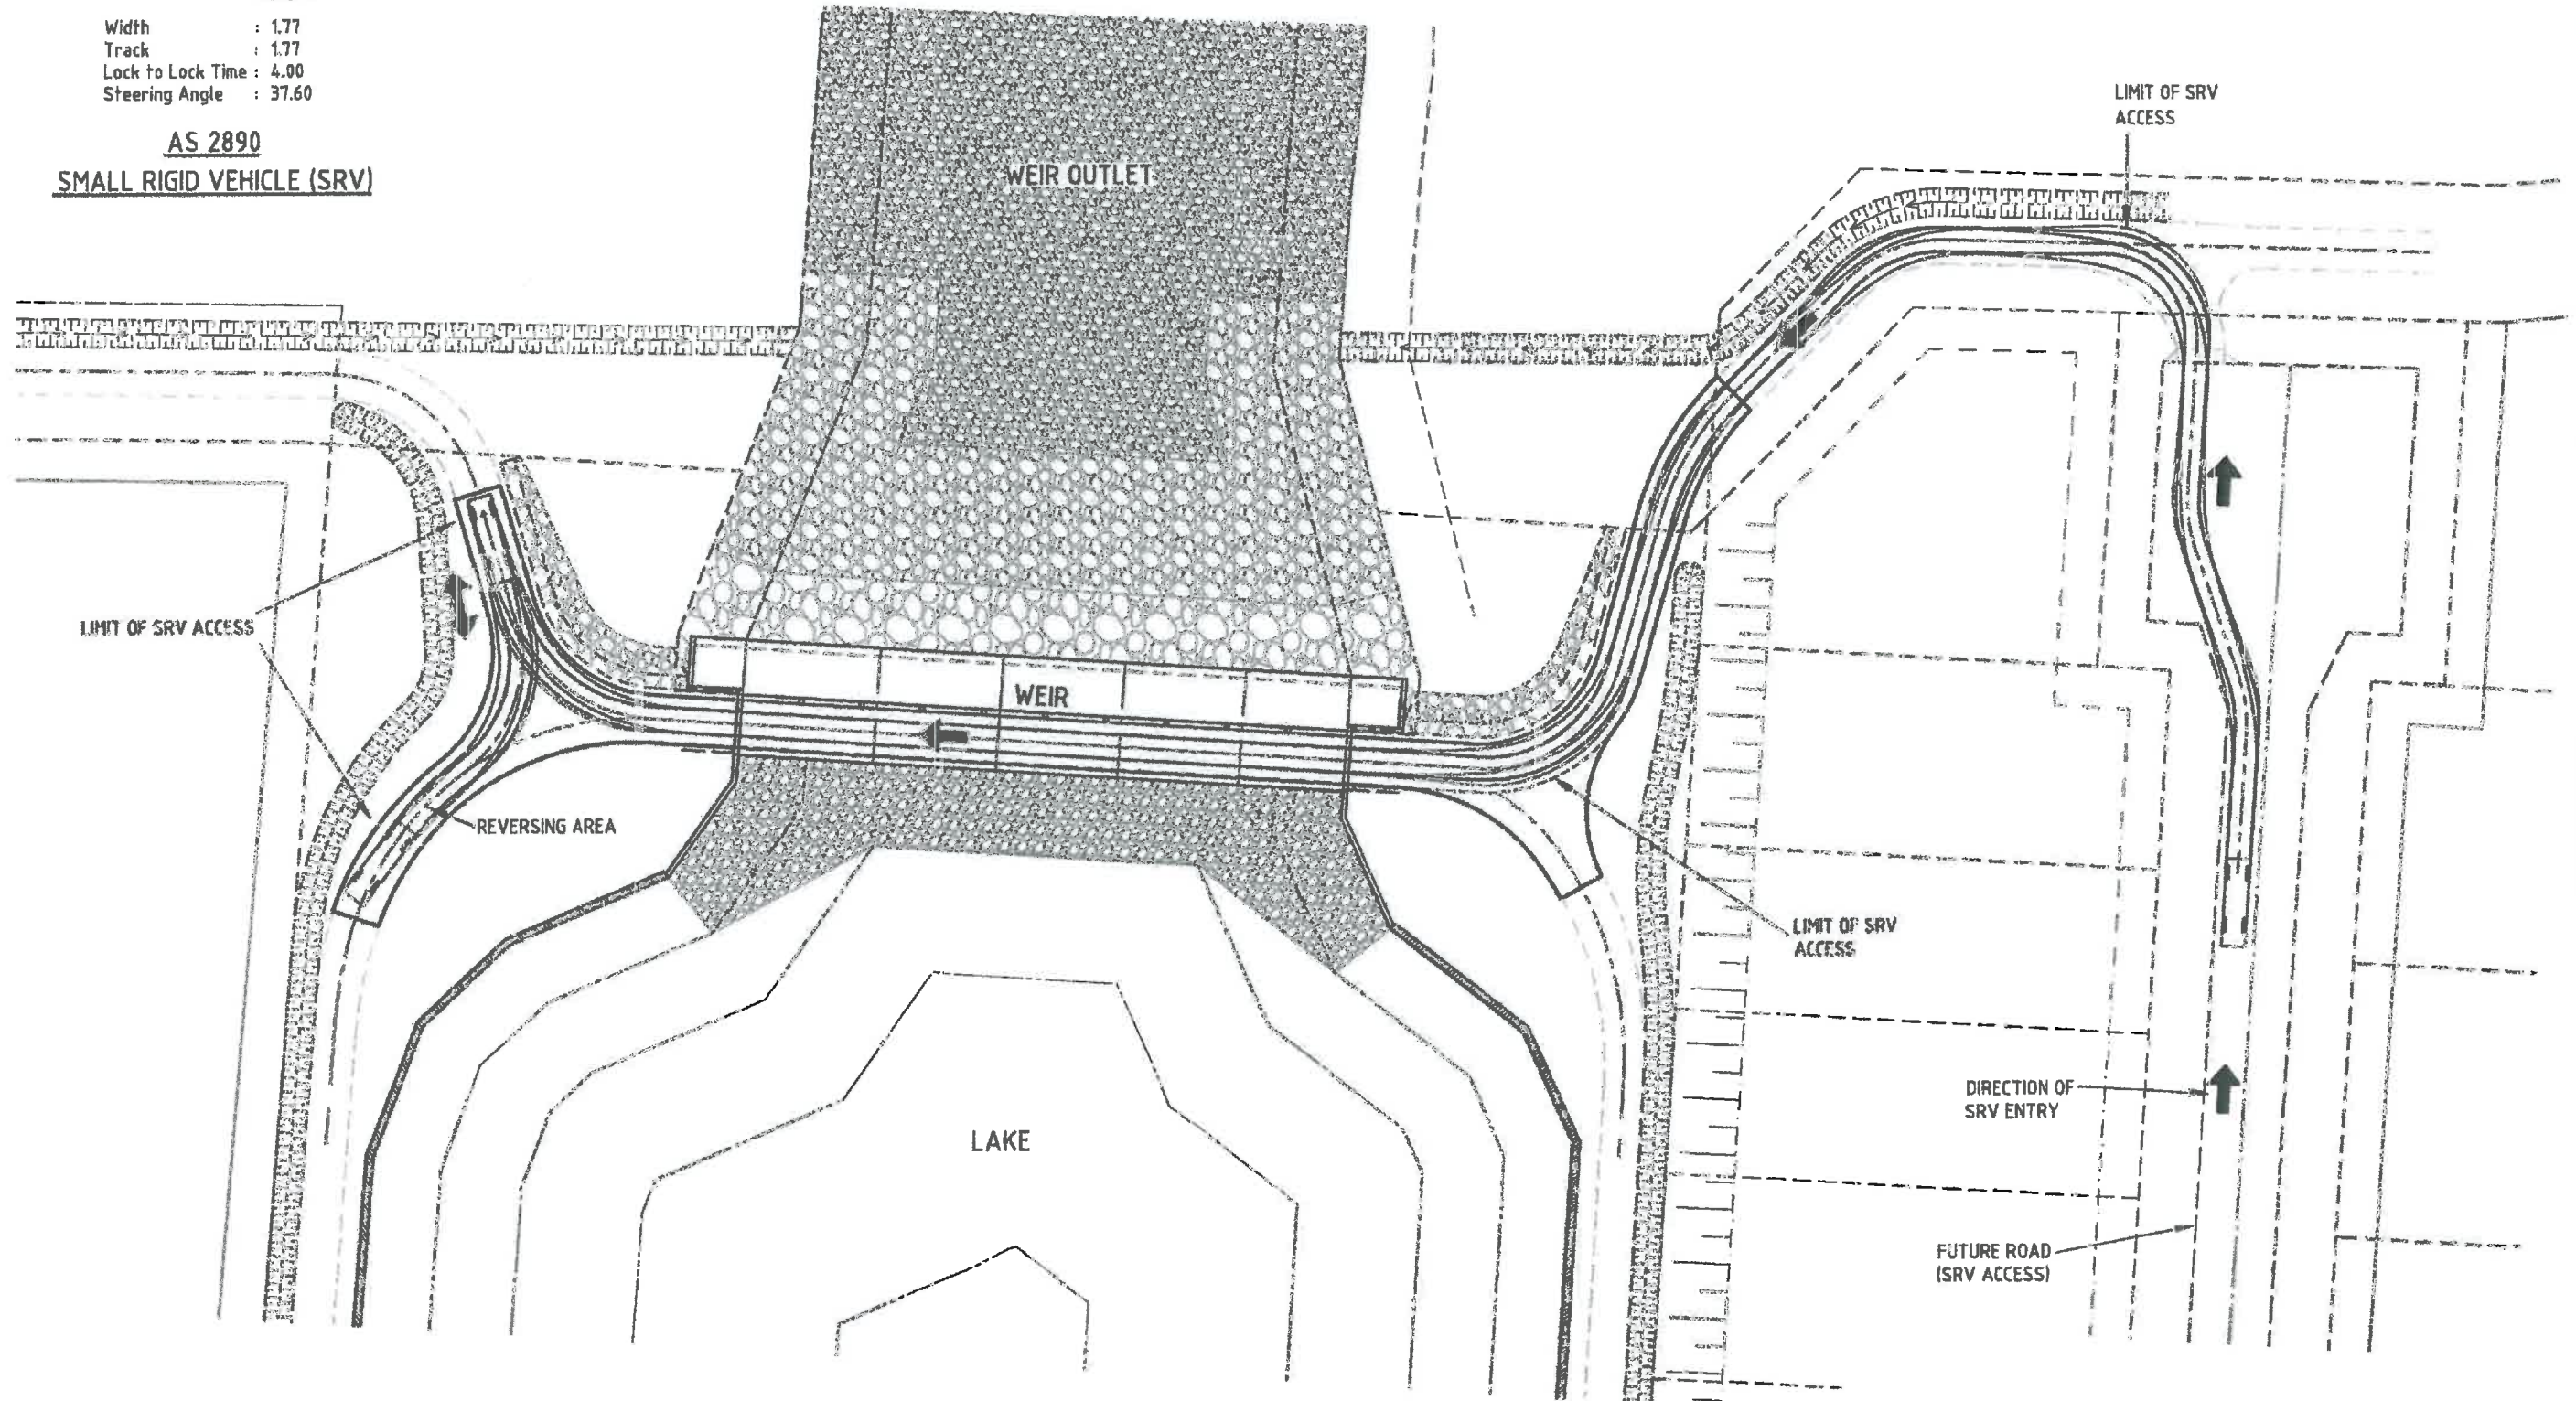 Width : 1.77
Track : 1.77
Lock to Lock Time : 4.00
Steering Angle : 37.60
AS 2890
SMALL RIGID VEHICLE (SRV)
WEIR OUTLET
LIMIT OF SRV
ACCESS
LIMIT OF SRV ACCESS
WEIR
REVERSING AREA
LIMIT OF SRV
ACCESS
DIRECTION OF
SRV ENTRY
LAKE
FUTURE ROAD
(SRV ACCESS)